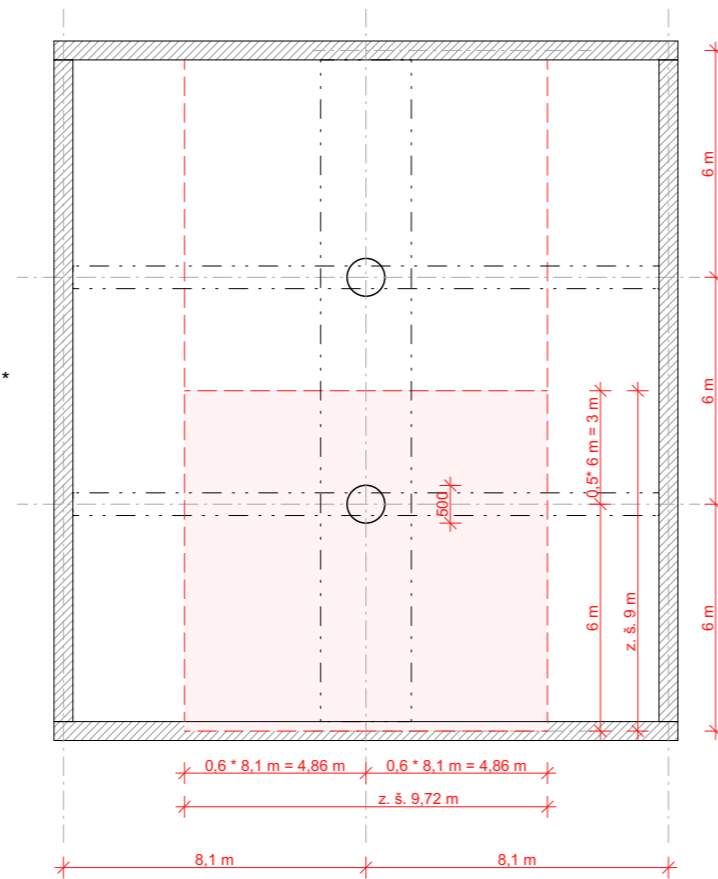 6 m
*
6 m
0,5* 6 m = 3 m
500
6 m
z. š. 9 m
6 m
0,6 * 8,1 m = 4,86 m
0,6 * 8,1 m = 4,86 m
z. š. 9,72 m
8,1 m
8,1 m